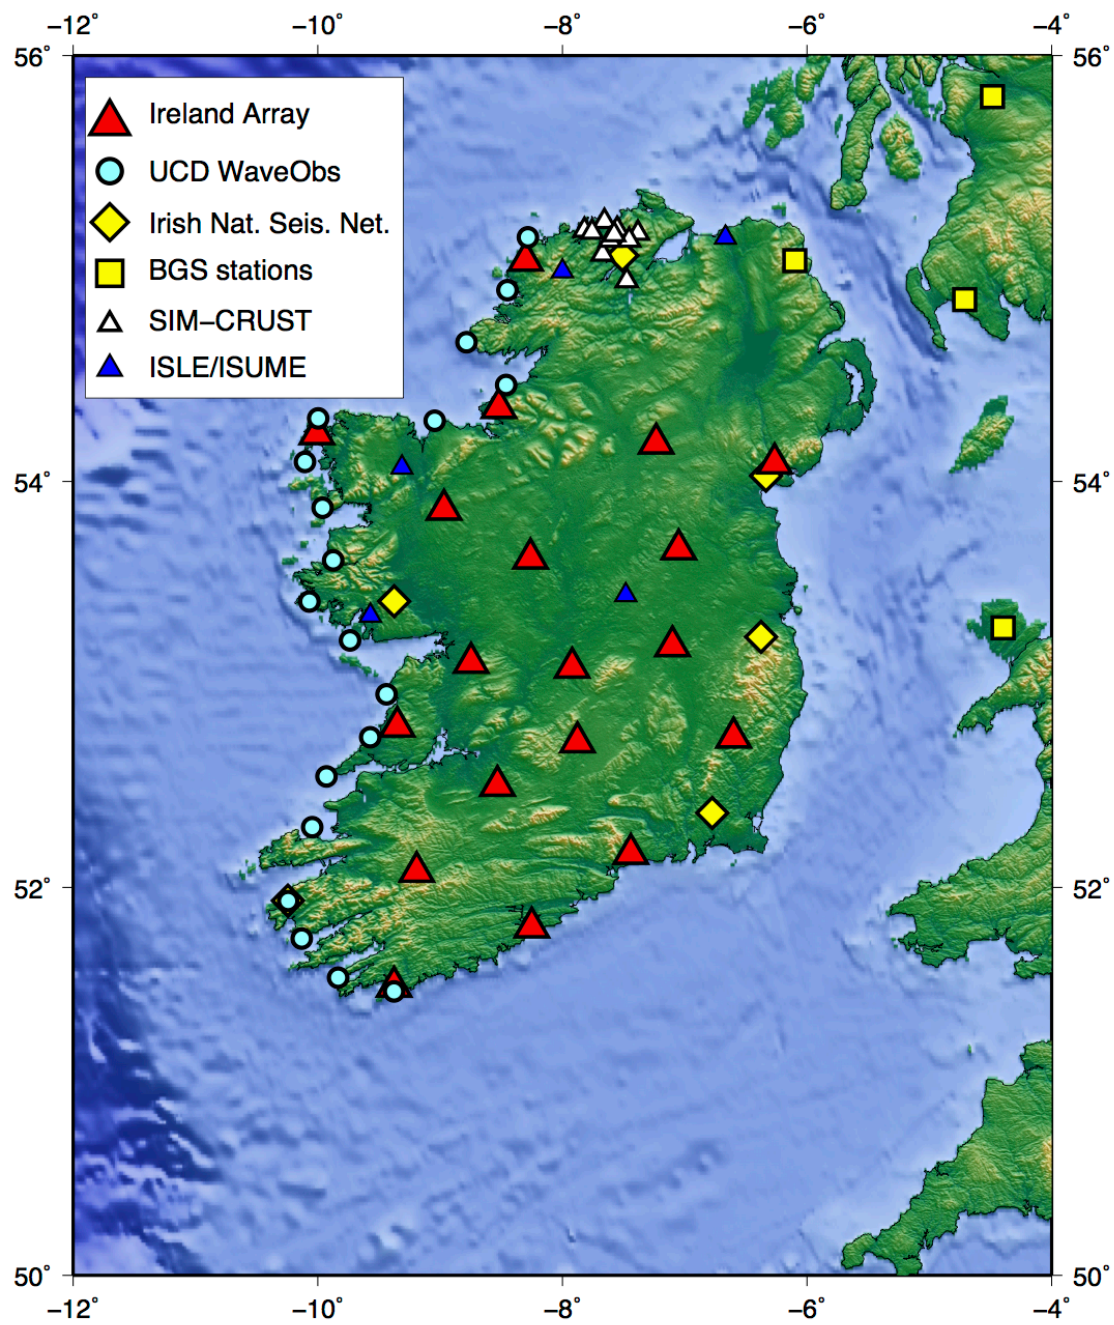 −12° −10° −8° −6° −4°
56° 56°
Ireland Array
UCD WaveObs
Irish Nat. Seis. Net.
BGS stations
SIM−CRUST
ISLE/ISUME
54° 54°
52° 52°
50° 50°
−12° −10° −8° −6° −4°